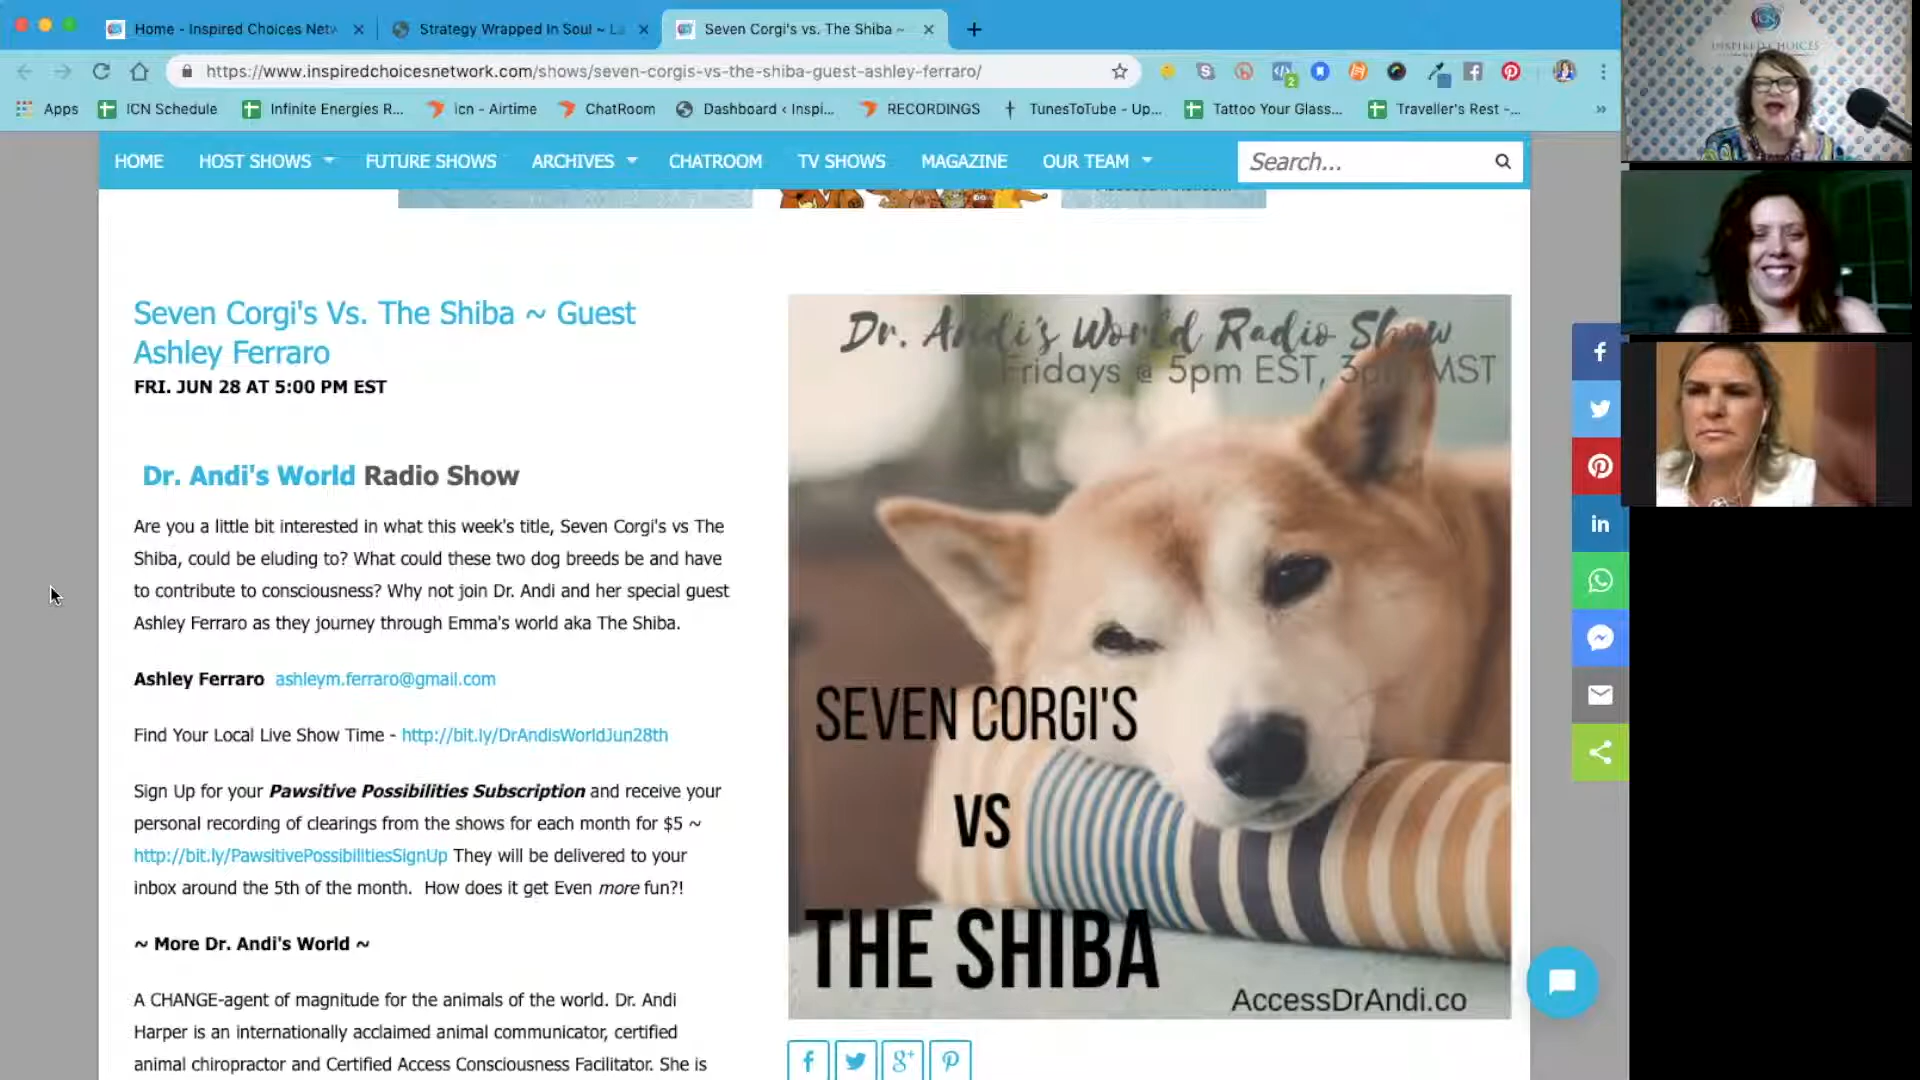 Home - Inspired Choices Netw
Strategy Wrapped In Soul ~ La
Seven Corgi's vs. The Shiba ~
https://www.inspiredchoicesnetwork.com/shows/seven-corgis-vs-the-shiba-guest-ashley-ferraro/
Apps
ICN Schedule
Infinite Energies R...
icn - Airtime
ChatRoom
Dashboard ‹ Inspi...
RECORDINGS
TunesToTube - Up...
Tattoo Your Glass...
Traveller's Rest -...
HOME
HOST SHOWS
FUTURE SHOWS
ARCHIVES
CHATROOM
TV SHOWS
MAGAZINE
OUR TEAM
Search...
Seven Corgi's Vs. The Shiba ~ Guest
Ashley Ferraro
FRI. JUN 28 AT 5:00 PM EST
Dr. Andi's World Radio Show
Are you a little bit interested in what this week's title, Seven Corgi's vs The
Shiba, could be eluding to? What could these two dog breeds be and have
to contribute to consciousness? Why not join Dr. Andi and her special guest
Ashley Ferraro as they journey through Emma's world aka The Shiba.
Ashley Ferraro ashleym.ferraro@gmail.com
Find Your Local Live Show Time - http://bit.ly/DrAndisWorldJun28th
Sign Up for your Pawsitive Possibilities Subscription and receive your
personal recording of clearings from the shows for each month for $5 ~
http://bit.ly/PawsitivePossibilitiesSignUp They will be delivered to your
inbox around the 5th of the month. How does it get Even more fun?!
~ More Dr. Andi's World ~
A CHANGE-agent of magnitude for the animals of the world. Dr. Andi
Harper is an internationally acclaimed animal communicator, certified
animal chiropractor and Certified Access Consciousness Facilitator. She is
Dr. Andi's World Radio Show
Fridays @ 5pm EST, 3pm MST
SEVEN CORGI'S
VS
THE SHIBA
AccessDrAndi.co
ICN
INSPIRED CHOICES